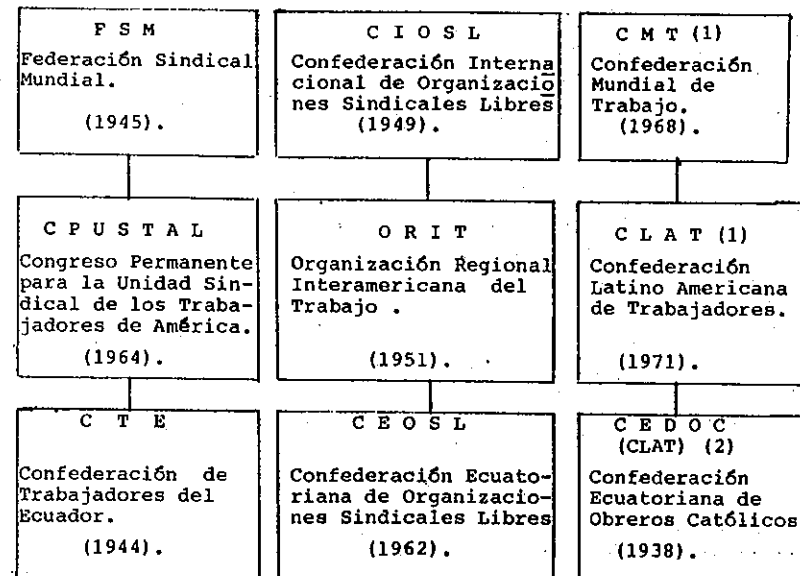 F S M
Federación Sindical
Mundial.
(1945).
C I O S L
Confederación Interna
cional de Organizacio
nes Sindicales Libres
(1949).
C M T (1)
Confederación
Mundial de
Trabajo.
(1968).
C P U S T A L
Congreso Permanente
para la Unidad Sin-
dical de los Traba-
jadores de América.
(1964).
O R I T
Organización Regional
Interamericana del
Trabajo .
(1951).
C L A T (1)
Confederación
Latino Americana
de Trabajadores.
(1971).
C T E
Confederación de
Trabajadores del
Ecuador.
(1944).
C E O S L
Confederación Ecuato-
riana de Organizacio-
nes Sindicales Libres
(1962).
C E D O C
(CLAT) (2)
Confederación
Ecuatoriana de
Obreros Católicos
(1938).